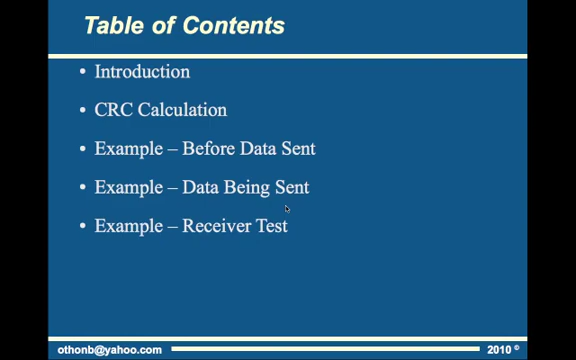 Table of Contents
• Introduction
• CRC Calculation
• Example – Before Data Sent
• Example – Data Being Sent
• Example – Receiver Test
othonb@yahoo.com
2010 ©